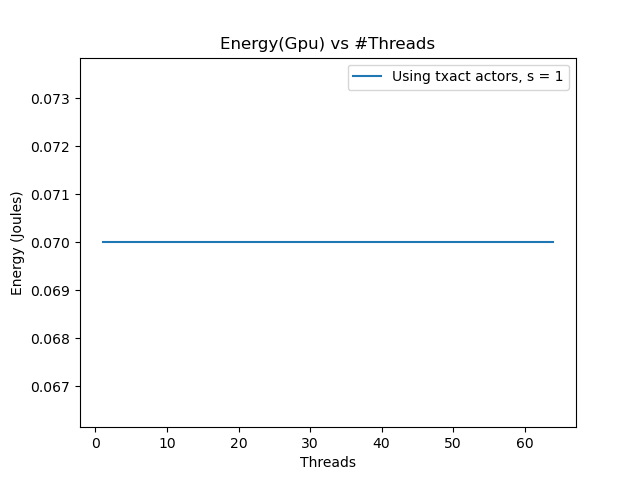 Energy(Gpu) vs #Threads
Using txact actors, s = 1
Energy (Joules)
0.073
0.072
0.071
0.070
0.069
0.068
0.067
0 10 20 30 40 50 60
Threads